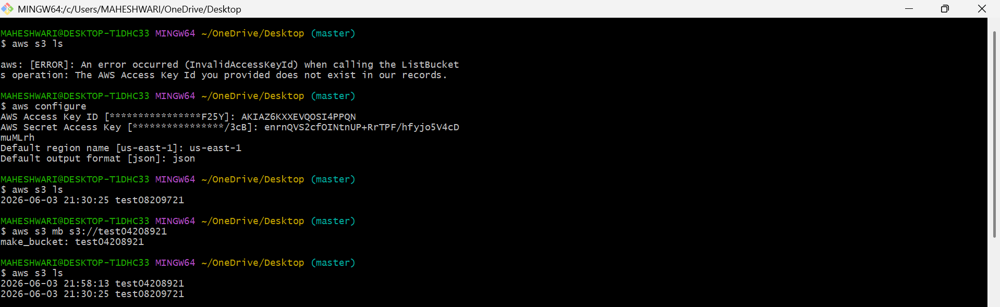 MINGW64:/c/Users/MAHESHWARI/OneDrive/Desktop
MAHESHWARI@DESKTOP-T1DHC33 MINGW64 ~/OneDrive/Desktop (master)
$ aws s3 ls
aws: [ERROR]: An error occurred (InvalidAccessKeyId) when calling the ListBucket
s operation: The AWS Access Key Id you provided does not exist in our records.
MAHESHWARI@DESKTOP-T1DHC33 MINGW64 ~/OneDrive/Desktop (master)
$ aws configure
AWS Access Key ID [****************F25Y]: AKIAZ6KXXEVQOSI4PPQN
AWS Secret Access Key [****************/3cB]: enrnQVS2cfOINtnUP+RrTPF/hfyjo5V4cD
muMLrh
Default region name [us-east-1]: us-east-1
Default output format [json]: json
MAHESHWARI@DESKTOP-T1DHC33 MINGW64 ~/OneDrive/Desktop (master)
$ aws s3 ls
2026-06-03 21:30:25 test08209721
MAHESHWARI@DESKTOP-T1DHC33 MINGW64 ~/OneDrive/Desktop (master)
$ aws s3 mb s3://test04208921
make_bucket: test04208921
MAHESHWARI@DESKTOP-T1DHC33 MINGW64 ~/OneDrive/Desktop (master)
$ aws s3 ls
2026-06-03 21:58:13 test04208921
2026-06-03 21:30:25 test08209721